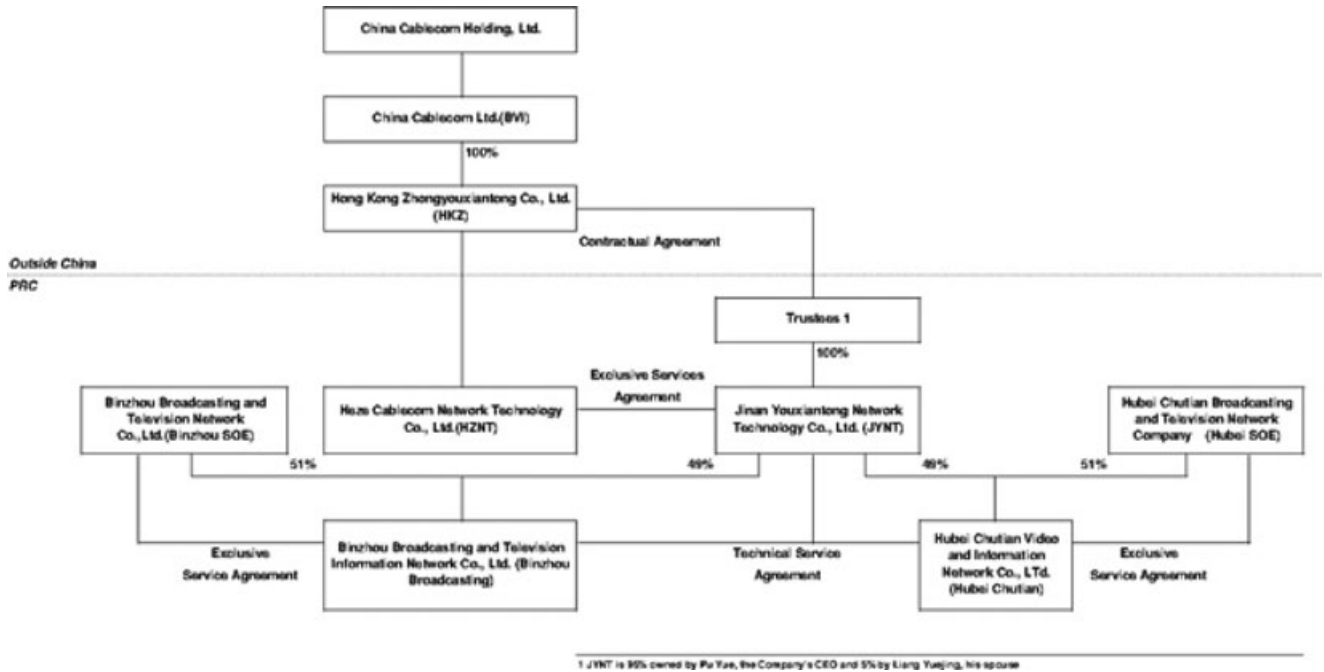 China Cablecom Holding, Ltd.
China Cablecom Ltd.(BVI)
100%
Hong Kong Zhongyouxiantong Co., Ltd.
(HKZ)
Contractual Agreement
Outside China
PRC
Trustees 1
100%
Exclusive Services
Agreement
Binzhou Broadcasting and
Television Network
Co.,Ltd.(Binzhou SOE)
Heze Cablecom Network Technology
Co., Ltd.(HZNT)
Jinan Youxiantong Network
Technology Co., Ltd. (JYNT)
Hubei Chutian Broadcasting
and Television Network
Company (Hubei SOE)
51%
49%
49%
51%
Exclusive
Service Agreement
Binzhou Broadcasting and Television
Information Network Co., Ltd. (Binzhou
Broadcasting)
Technical Service
Agreement
Hubei Chutian Video
and Information
Network Co., LTd.
(Hubei Chutian)
Exclusive
Service Agreement
1 JYNT is 95% owned by Pu Yue, the Company's CEO and 5% by Liang Yuejing, his spouse